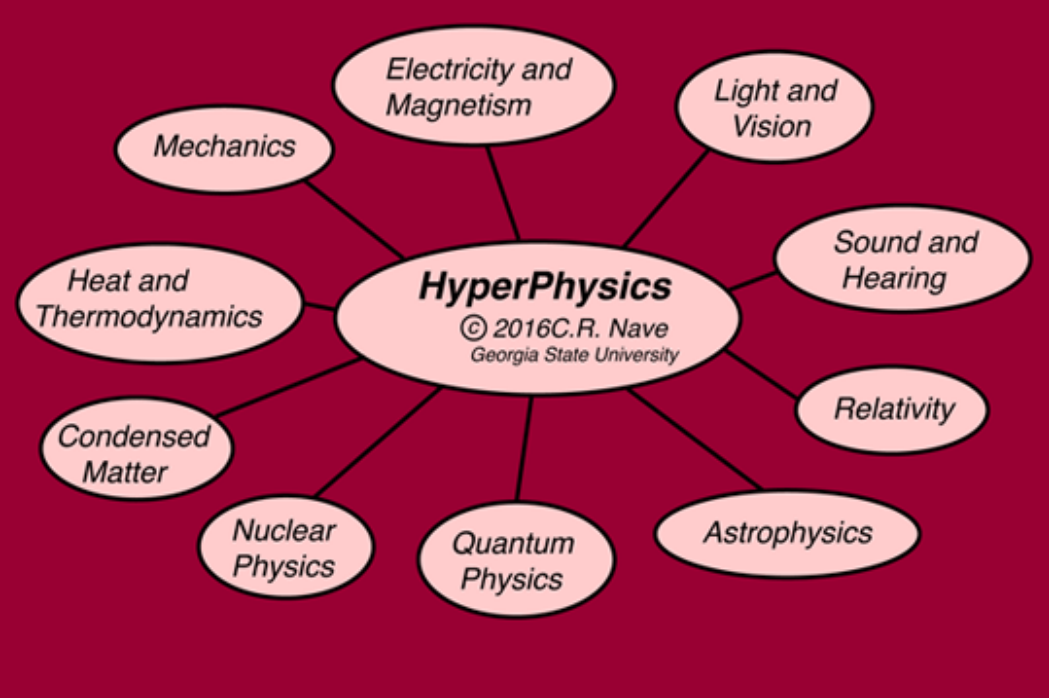 Electricity and
Magnetism
Light and
Vision
Mechanics
Sound and
Hearing
Heat and
Thermodynamics
HyperPhysics
© 2016C.R. Nave
Georgia State University
Relativity
Condensed
Matter
Nuclear
Physics
Quantum
Physics
Astrophysics